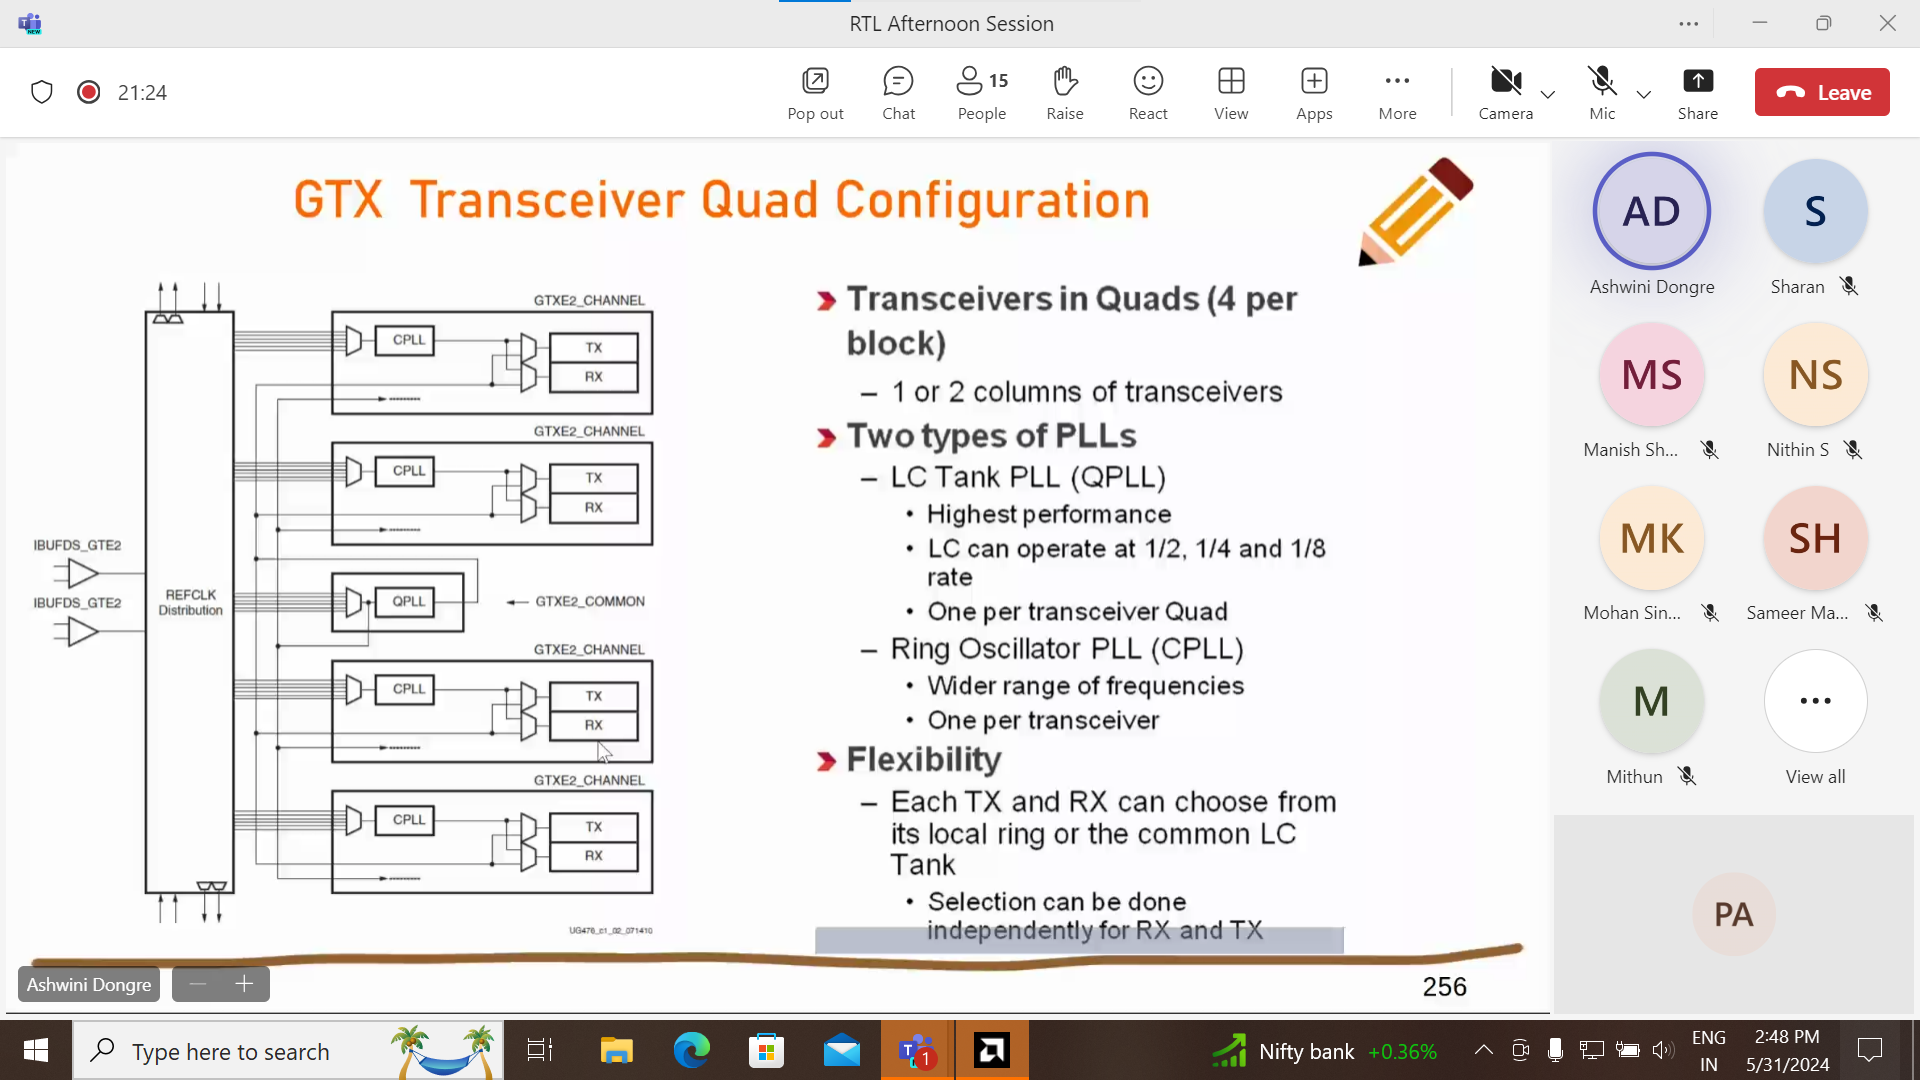 NEW
RTL Afternoon Session
21:24
Pop out
Chat
15
People
Raise
React
View
Apps
More
Camera
Mic
Share
Leave
GTX Transceiver Quad Configuration
GTXE2_CHANNEL
CPLL
TX
RX
GTXE2_CHANNEL
CPLL
TX
RX
IBUFDS_GTE2
IBUFDS_GTE2
REFCLK
Distribution
QPLL
GTXE2_COMMON
GTXE2_CHANNEL
CPLL
TX
RX
GTXE2_CHANNEL
CPLL
TX
RX
UG476_c1_02_071410
Transceivers in Quads (4 per
block)
– 1 or 2 columns of transceivers
Two types of PLLs
– LC Tank PLL (QPLL)
• Highest performance
• LC can operate at 1/2, 1/4 and 1/8
rate
• One per transceiver Quad
– Ring Oscillator PLL (CPLL)
• Wider range of frequencies
• One per transceiver
Flexibility
– Each TX and RX can choose from
its local ring or the common LC
Tank
• Selection can be done
independently for RX and TX
256
Ashwini Dongre
AD
Ashwini Dongre
S
Sharan
MS
Manish Sh...
NS
Nithin S
MK
Mohan Sin...
SH
Sameer Ma...
M
Mithun
View all
PA
Type here to search
1
Nifty bank +0.36%
ENG
IN
2:48 PM
5/31/2024